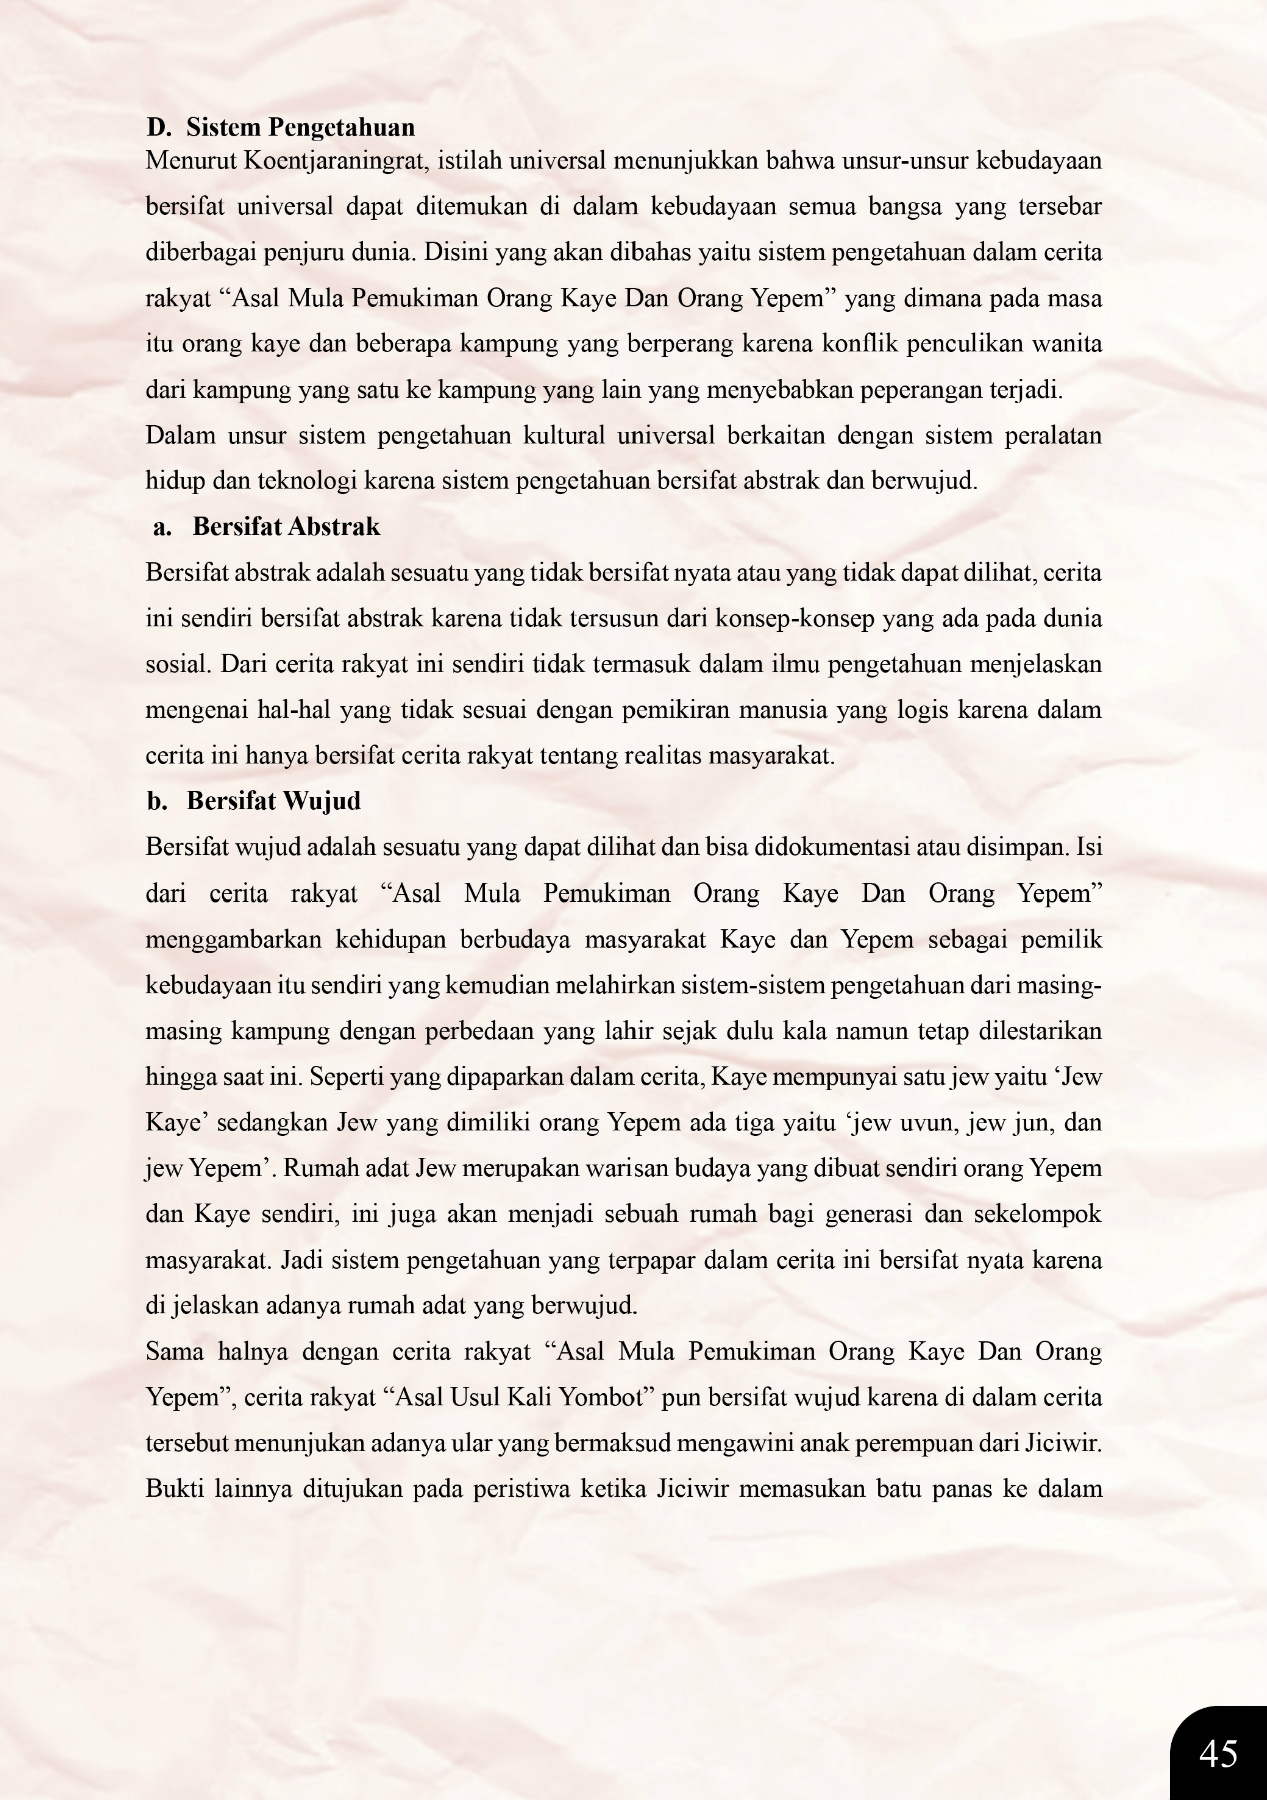 D. Sistem Pengetahuan
Menurut Koentjaraningrat, istilah universal menunjukkan bahwa unsur-unsur kebudayaan
bersifat universal dapat ditemukan di dalam kebudayaan semua bangsa yang tersebar
diberbagai penjuru dunia. Disini yang akan dibahas yaitu sistem pengetahuan dalam cerita
rakyat “Asal Mula Pemukiman Orang Kaye Dan Orang Yepem” yang dimana pada masa
itu orang kaye dan beberapa kampung yang berperang karena konflik penculikan wanita
dari kampung yang satu ke kampung yang lain yang menyebabkan peperangan terjadi.
Dalam unsur sistem pengetahuan kultural universal berkaitan dengan sistem peralatan
hidup dan teknologi karena sistem pengetahuan bersifat abstrak dan berwujud.
a. Bersifat Abstrak
Bersifat abstrak adalah sesuatu yang tidak bersifat nyata atau yang tidak dapat dilihat, cerita
ini sendiri bersifat abstrak karena tidak tersusun dari konsep-konsep yang ada pada dunia
sosial. Dari cerita rakyat ini sendiri tidak termasuk dalam ilmu pengetahuan menjelaskan
mengenai hal-hal yang tidak sesuai dengan pemikiran manusia yang logis karena dalam
cerita ini hanya bersifat cerita rakyat tentang realitas masyarakat.
b. Bersifat Wujud
Bersifat wujud adalah sesuatu yang dapat dilihat dan bisa didokumentasi atau disimpan. Isi
dari cerita rakyat “Asal Mula Pemukiman Orang Kaye Dan Orang Yepem”
menggambarkan kehidupan berbudaya masyarakat Kaye dan Yepem sebagai pemilik
kebudayaan itu sendiri yang kemudian melahirkan sistem-sistem pengetahuan dari masing-
masing kampung dengan perbedaan yang lahir sejak dulu kala namun tetap dilestarikan
hingga saat ini. Seperti yang dipaparkan dalam cerita, Kaye mempunyai satu jew yaitu ‘Jew
Kaye’ sedangkan Jew yang dimiliki orang Yepem ada tiga yaitu ‘jew uvun, jew jun, dan
jew Yepem’. Rumah adat Jew merupakan warisan budaya yang dibuat sendiri orang Yepem
dan Kaye sendiri, ini juga akan menjadi sebuah rumah bagi generasi dan sekelompok
masyarakat. Jadi sistem pengetahuan yang terpapar dalam cerita ini bersifat nyata karena
di jelaskan adanya rumah adat yang berwujud.
Sama halnya dengan cerita rakyat “Asal Mula Pemukiman Orang Kaye Dan Orang
Yepem”, cerita rakyat “Asal Usul Kali Yombot” pun bersifat wujud karena di dalam cerita
tersebut menunjukan adanya ular yang bermaksud mengawini anak perempuan dari Jiciwir.
Bukti lainnya ditujukan pada peristiwa ketika Jiciwir memasukan batu panas ke dalam
45